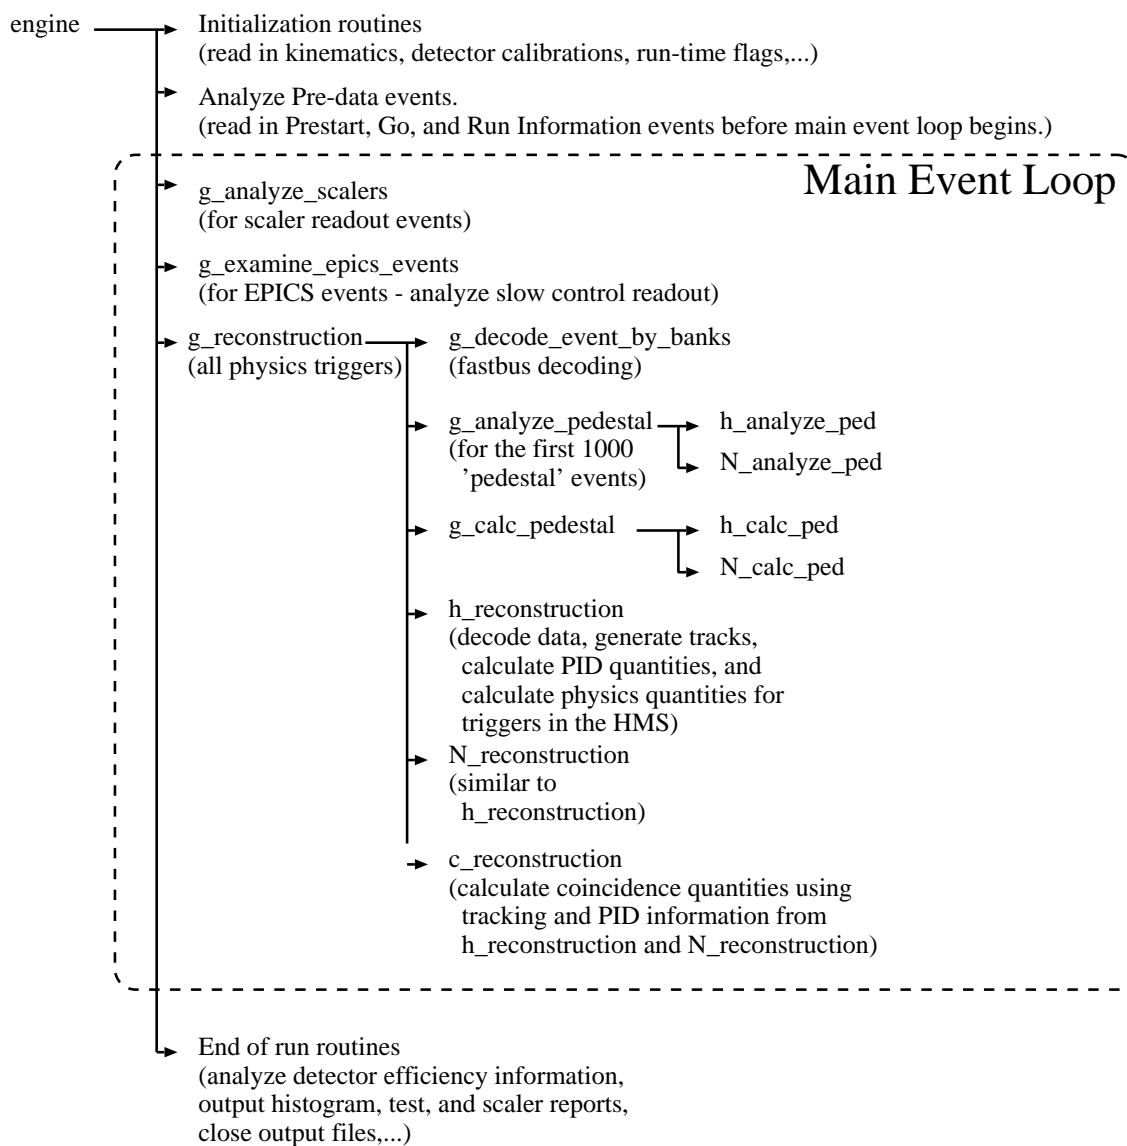 engine
Initialization routines
(read in kinematics, detector calibrations, run-time flags,...)
Analyze Pre-data events.
(read in Prestart, Go, and Run Information events before main event loop begins.)
Main Event Loop
g_analyze_scalers
(for scaler readout events)
g_examine_epics_events
(for EPICS events - analyze slow control readout)
g_reconstruction
(all physics triggers)
g_decode_event_by_banks
(fastbus decoding)
g_analyze_pedestal
(for the first 1000
’pedestal’ events)
h_analyze_ped
N_analyze_ped
g_calc_pedestal
h_calc_ped
N_calc_ped
h_reconstruction
(decode data, generate tracks,
calculate PID quantities, and
calculate physics quantities for
triggers in the HMS)
N_reconstruction
(similar to
h_reconstruction)
c_reconstruction
(calculate coincidence quantities using
tracking and PID information from
h_reconstruction and N_reconstruction)
End of run routines
(analyze detector efficiency information,
output histogram, test, and scaler reports,
close output files,...)